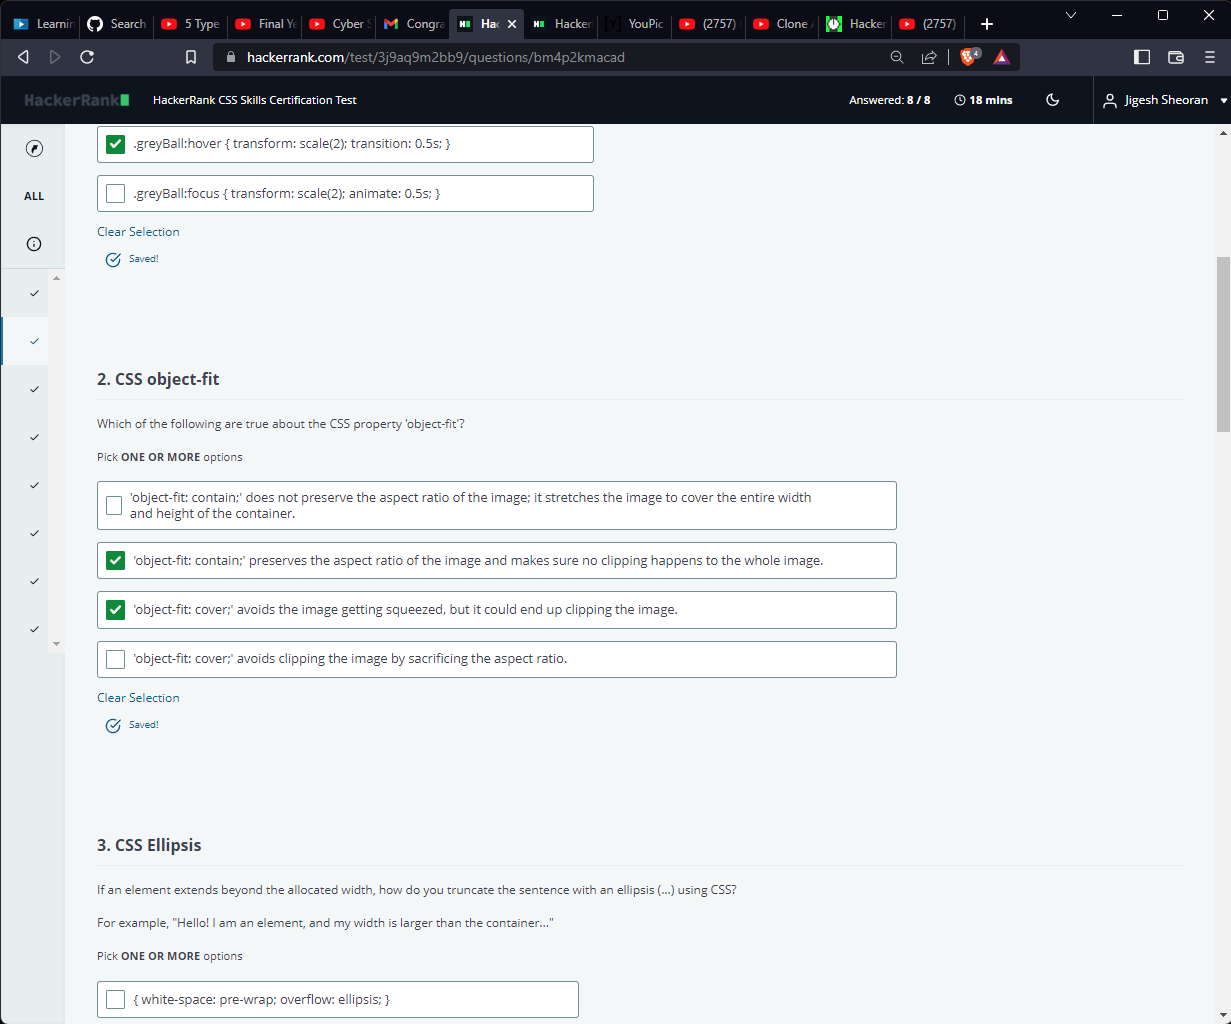 Learnin
Search
5 Type
Final Ye
Cyber S
Congra
Hac
Hacker
YouPic
(2757)
Clone
Hacker
(2757)
hackerrank.com/test/3j9aq9m2bb9/questions/bm4p2kmacad
4
HackerRank
HackerRank CSS Skills Certification Test
Answered: 8 / 8
18 mins
Jigesh Sheoran
ALL
.greyBall:hover { transform: scale(2); transition: 0.5s; }
.greyBall:focus { transform: scale(2); animate: 0.5s; }
Clear Selection
Saved!
2. CSS object-fit
Which of the following are true about the CSS property 'object-fit'?
Pick ONE OR MORE options
'object-fit: contain;' does not preserve the aspect ratio of the image; it stretches the image to cover the entire width
and height of the container.
'object-fit: contain;' preserves the aspect ratio of the image and makes sure no clipping happens to the whole image.
'object-fit: cover;' avoids the image getting squeezed, but it could end up clipping the image.
'object-fit: cover;' avoids clipping the image by sacrificing the aspect ratio.
Clear Selection
Saved!
3. CSS Ellipsis
If an element extends beyond the allocated width, how do you truncate the sentence with an ellipsis (...) using CSS?
For example, "Hello! I am an element, and my width is larger than the container..."
Pick ONE OR MORE options
{ white-space: pre-wrap; overflow: ellipsis; }